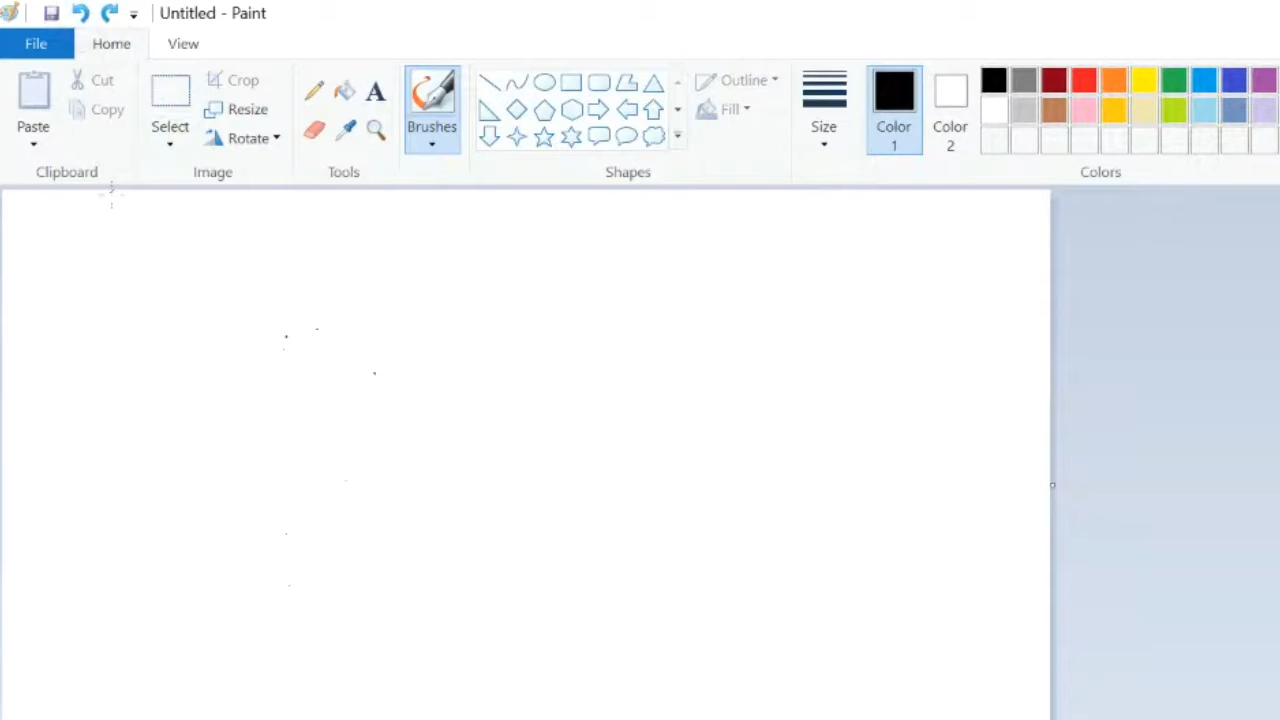 Untitled - Paint
File Home View
Cut Crop Outline
Copy Resize Fill
Paste Select Rotate Brushes Size Color 1 Color 2
Clipboard Image Tools Shapes Colors